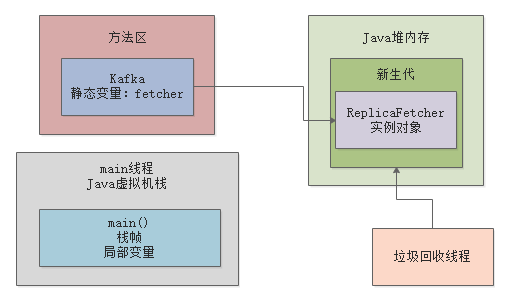 方法区
Kafka
静态变量：fetcher
Java堆内存
新生代
ReplicaFetcher
实例对象
main线程
Java虚拟机栈
main()
栈帧
局部变量
垃圾回收线程